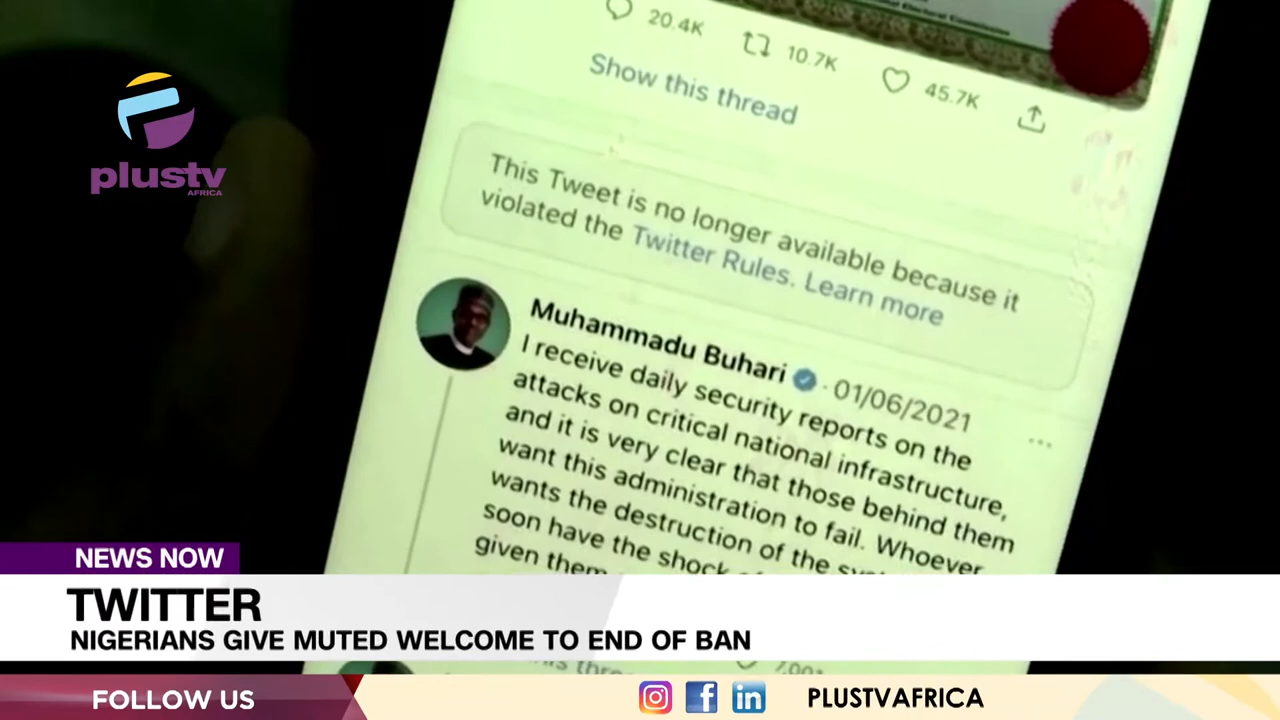 20.4K 10.7K 45.7K
Show this thread
plustv
AFRICA
This Tweet is no longer available because it
violated the Twitter Rules. Learn more
Muhammadu Buhari · 01/06/2021
I receive daily security reports on the
attacks on critical national infrastructure,
and it is very clear that those behind them
want this administration to fail. Whoever
wants the destruction of the
soon have the shock
given them
NEWS NOW
TWITTER
NIGERIANS GIVE MUTED WELCOME TO END OF BAN
FOLLOW US
PLUSTVAFRICA